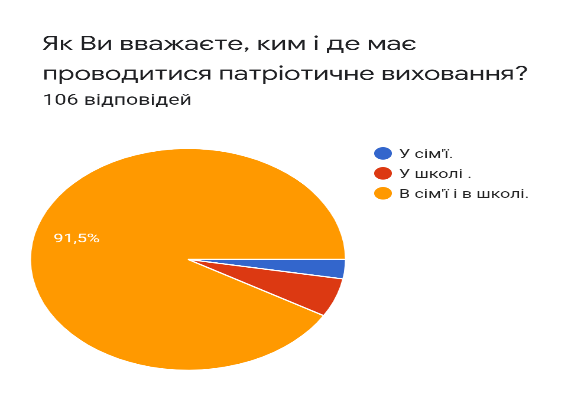 Як Ви вважаєте, ким і де має
проводитися патріотичне виховання?
106 відповідей
У сім'ї.
У школі .
В сім'ї і в школі.
91,5%